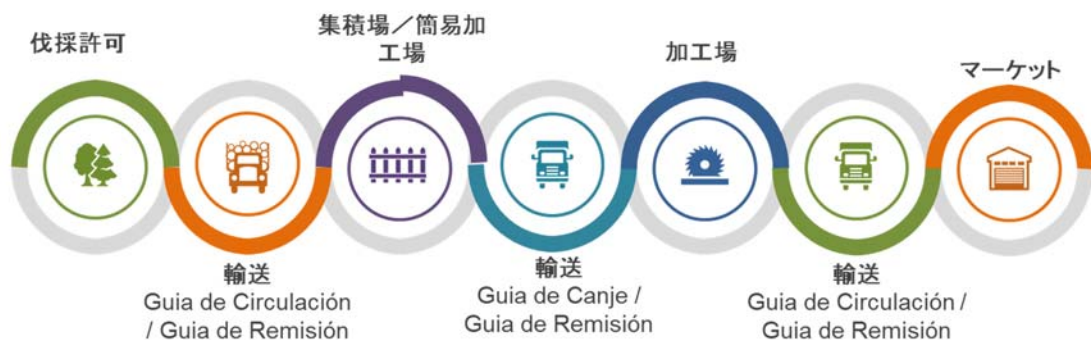 伐採許可
集積場／簡易加
工場
加工場
マーケット
輸送
Guia de Circulación
/ Guia de Remisión
輸送
Guia de Canje /
Guia de Remisión
輸送
Guia de Circulación /
Guia de Remisión